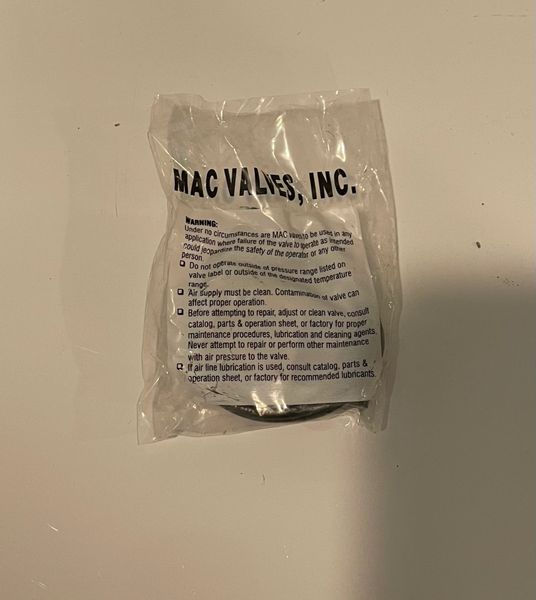 MAC VALVES, INC.
WARNING:
Under no circumstances are MAC valves to be used in any
application where failure of the valve to operate as intended
could jeopardize the safety of the operator or any other
person.
❑ Do not operate outside of pressure range listed on
valve label or outside of the designated temperature
range.
❑ Air supply must be clean. Contamination of valve can
affect proper operation.
❑ Before attempting to repair, adjust or clean valve, consult
catalog, parts & operation sheet, or factory for proper
maintenance procedures, lubrication and cleaning agents.
Never attempt to repair or perform other maintenance
with air pressure to the valve.
❑ If air line lubrication is used, consult catalog, parts &
operation sheet, or factory for recommended lubricants.